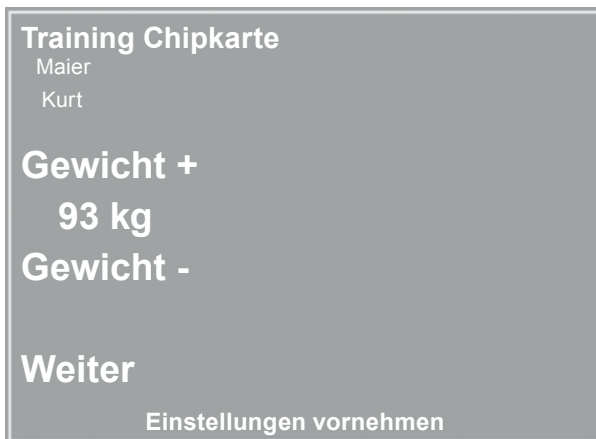 Training Chipkarte
Maier
Kurt
Gewicht +
93 kg
Gewicht -
Weiter
Einstellungen vornehmen